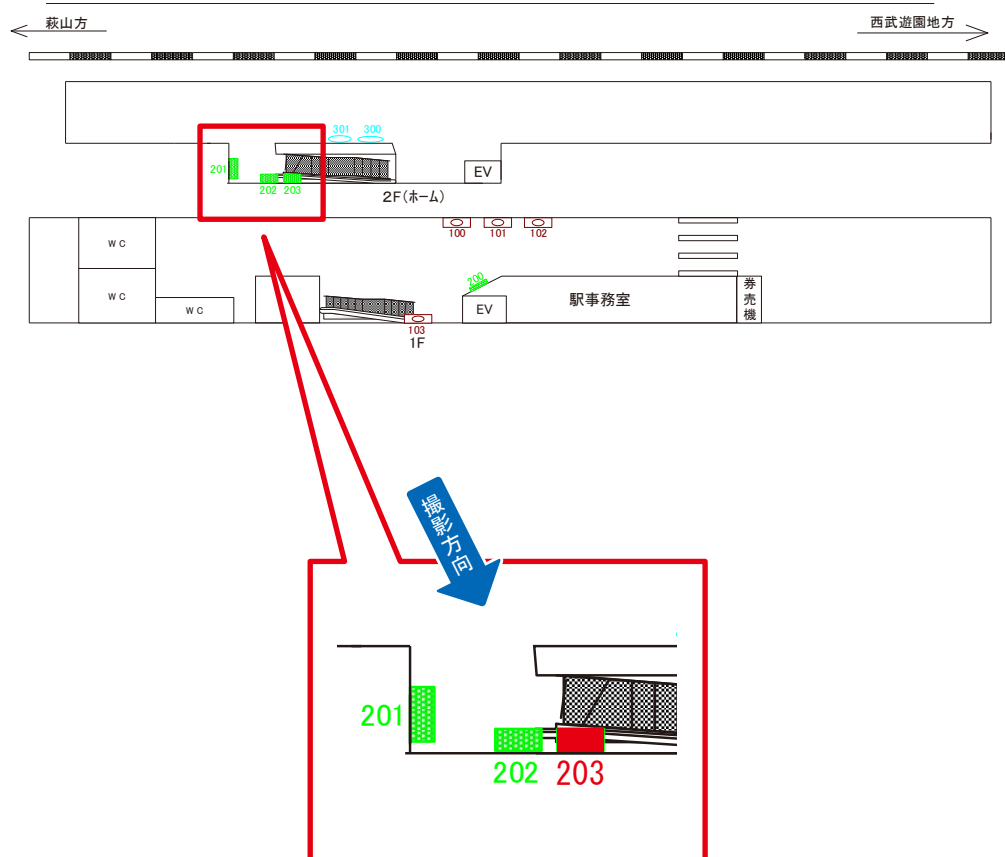 萩山方
西武遊園地方
301
300
201
202
203
EV
2F(ホーム)
WC
100
101
102
200
WC
WC
EV
駅事務室
券売機
103
1F
撮影方向
201
202
203